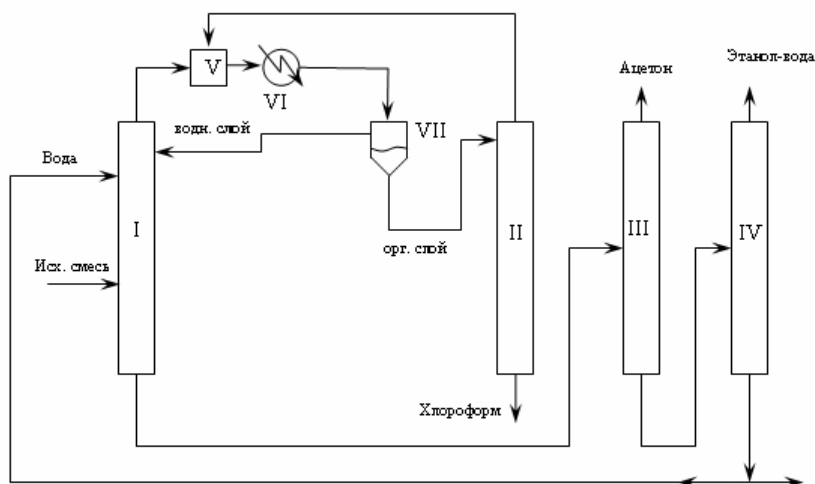 V
VI
Ацетон
Этанол-вода
водн. слой
VII
Вода
I
II
III
IV
орг. слой
Исх. смесь
Хлороформ